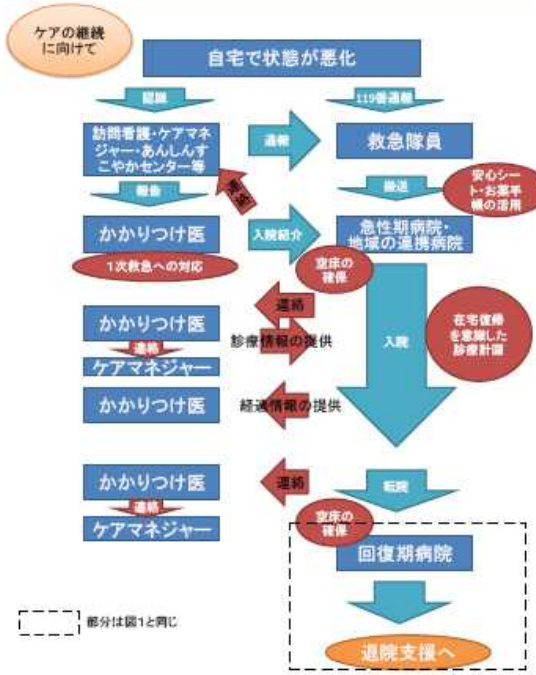 ケアの継続
に向けて
自宅で状態が悪化
認識
119番通報
訪問看護・ケアマネ
ジャー・あんしんす
こやかセンター等
通報
救急隊員
報告
連絡
搬送
安心シー
ト・お薬手
帳の活用
かかりつけ医
入院紹介
急性期病院・
地域の連携病院
1次救急への対応
空床の
確保
連絡
かかりつけ医
診療情報の提供
入院
在宅復帰
を意識した
診療計画
連絡
ケアマネジャー
かかりつけ医
経過情報の提供
かかりつけ医
連絡
転院
連絡
空床の
確保
ケアマネジャー
回復期病院
部分は図1と同じ
退院支援へ